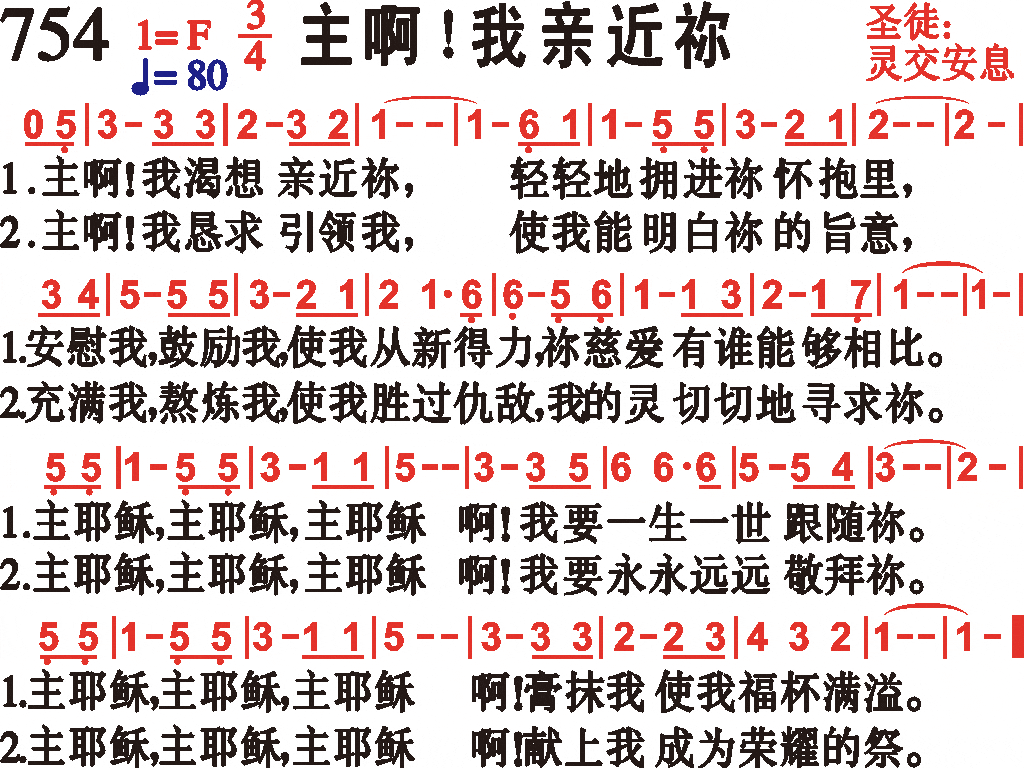 754 1=F 3/4 主啊!我亲近祢 圣徒:
♩=80 灵交安息
0 5|3-3 3|2-3 2|1--|1-6 1|1-5 5|3-2 1|2--|2-|
1.主啊!我渴想 亲近祢, 轻轻地 拥进祢 怀抱里,
2.主啊!我恳求 引领我, 使我能 明白祢 的旨意,
3 4|5-5 5|3-2 1|2 1·6|6-5 6|1-1 3|2-1 7|1--|1-|
1.安慰我,鼓励我,使我从新得力,祢慈爱 有谁能 够相比。
2.充满我,熬炼我,使我胜过仇敌,我的灵 切切地 寻求祢。
5 5|1-5 5|3-1 1|5--|3-3 5|6 6·6|5-5 4|3--|2-|
1.主耶稣,主耶稣,主耶稣 啊!我要一生一世 跟随祢。
2.主耶稣,主耶稣,主耶稣 啊!我要永永远远 敬拜祢。
5 5|1-5 5|3-1 1|5--|3-3 3|2-2 3|4 3 2|1--|1-
1.主耶稣,主耶稣,主耶稣 啊!膏抹我 使我福杯满溢。
2.主耶稣,主耶稣,主耶稣 啊!献上我 成为荣耀的祭。